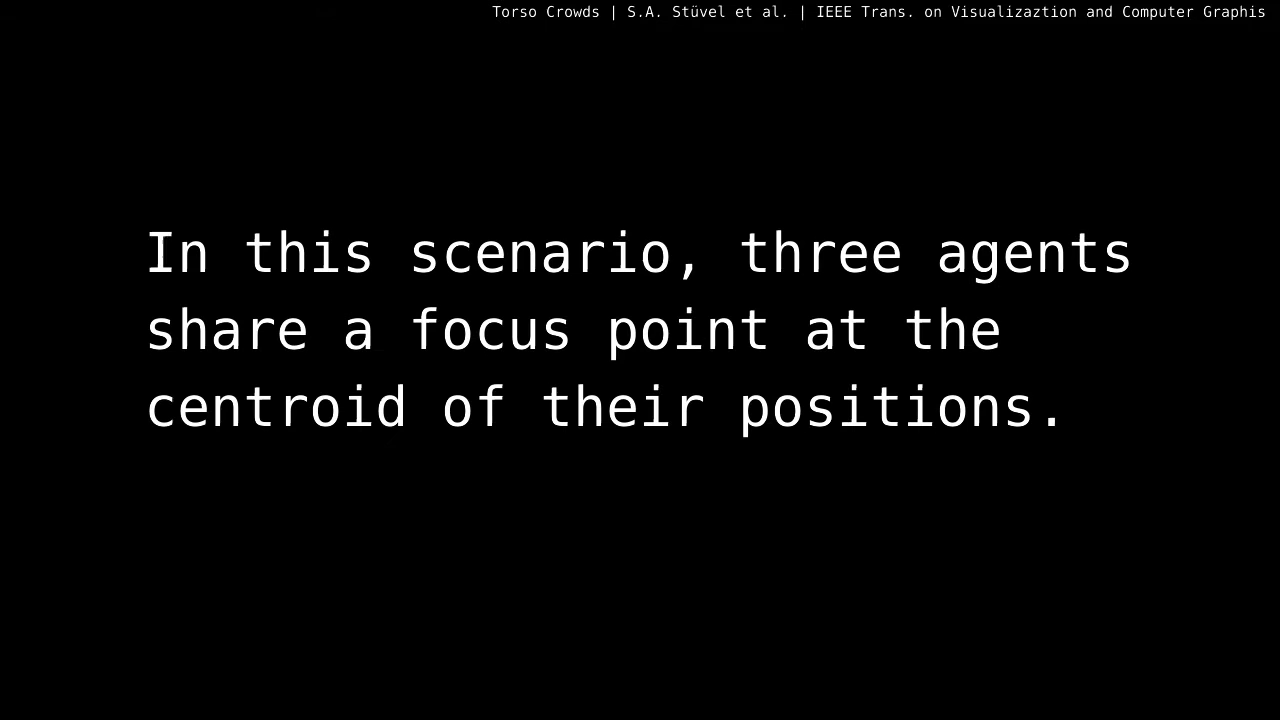 Torso Crowds | S.A. Stüvel et al. | IEEE Trans. on Visualizaztion and Computer Graphis
In this scenario, three agents
share a focus point at the
centroid of their positions.